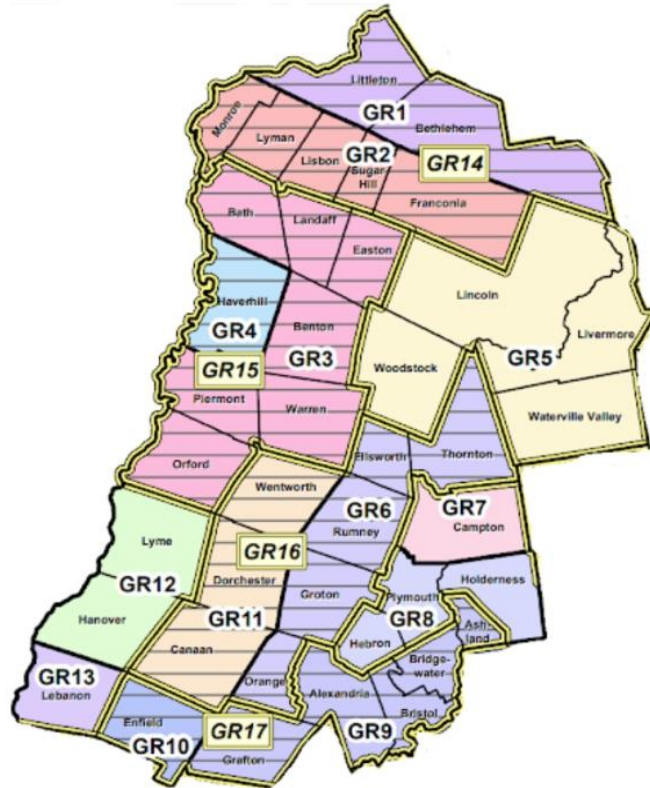 Littleton
GR1
Bethlehem
Monroe
Lyman
Lisbon
GR2
Sugar
Hill
GR14
Franconia
Bath
Landaff
Easton
Lincoln
Haverhill
GR4
Benton
GR3
Livermore
GR5
Woodstock
GR15
Piermont
Warren
Waterville Valley
Orford
Ellsworth
Thornton
Wentworth
GR6
Rumney
GR7
Campton
Lyme
GR16
GR12
Dorchester
Groton
Plymouth
Holderness
Hanover
GR11
GR8
Ash-
land
Canaan
Hebron
Bridge-
water
GR13
Lebanon
Orange
Alexandria
Bristol
Enfield
GR17
GR9
GR10
Grafton